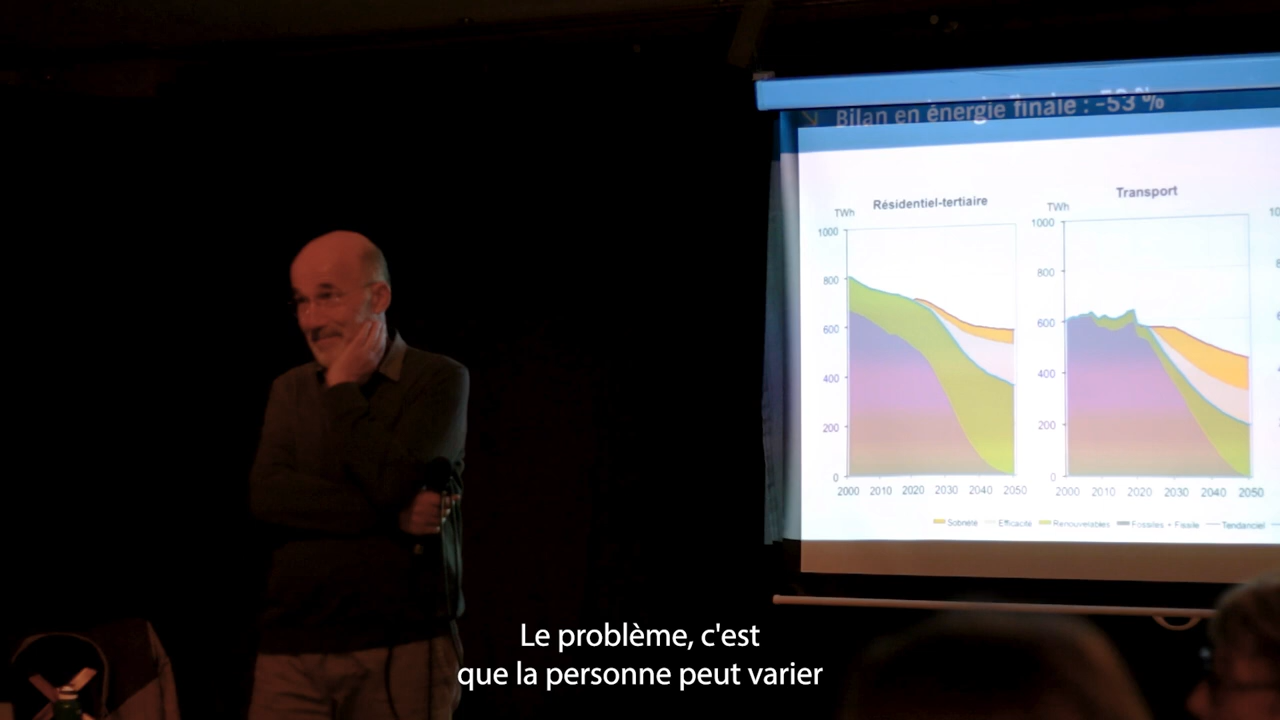 Bilan en énergie finale : -53 %
Résidentiel-tertiaire
Transport
TWh
TWh
1000
800
600
400
200
0
2000 2010 2020 2030 2040 2050
1000
800
600
400
200
0
2000 2010 2020 2030 2040 2050
10
Sobriété Efficacité Renouvelables Fossiles + Fissile Tendanciel
Le problème, c'est
que la personne peut varier